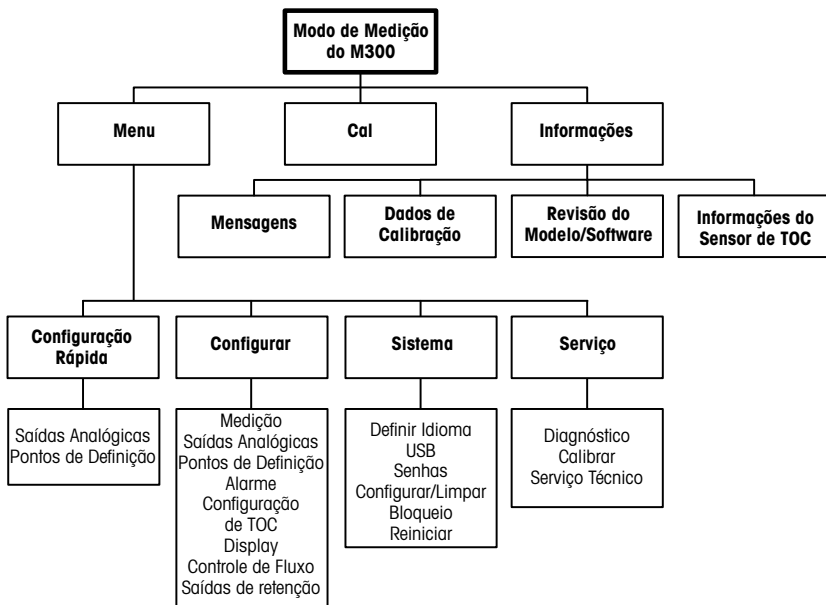 Modo de Medição
do M300
Menu
Cal
Informações
Mensagens
Dados de
Calibração
Revisão do
Modelo/Software
Informações do
Sensor de TOC
Configuração
Rápida
Configurar
Sistema
Serviço
Saídas Analógicas
Pontos de Definição
Medição
Saídas Analógicas
Pontos de Definição
Alarme
Configuração
de TOC
Display
Controle de Fluxo
Saídas de retenção
Definir Idioma
USB
Senhas
Configurar/Limpar
Bloqueio
Reiniciar
Diagnóstico
Calibrar
Serviço Técnico